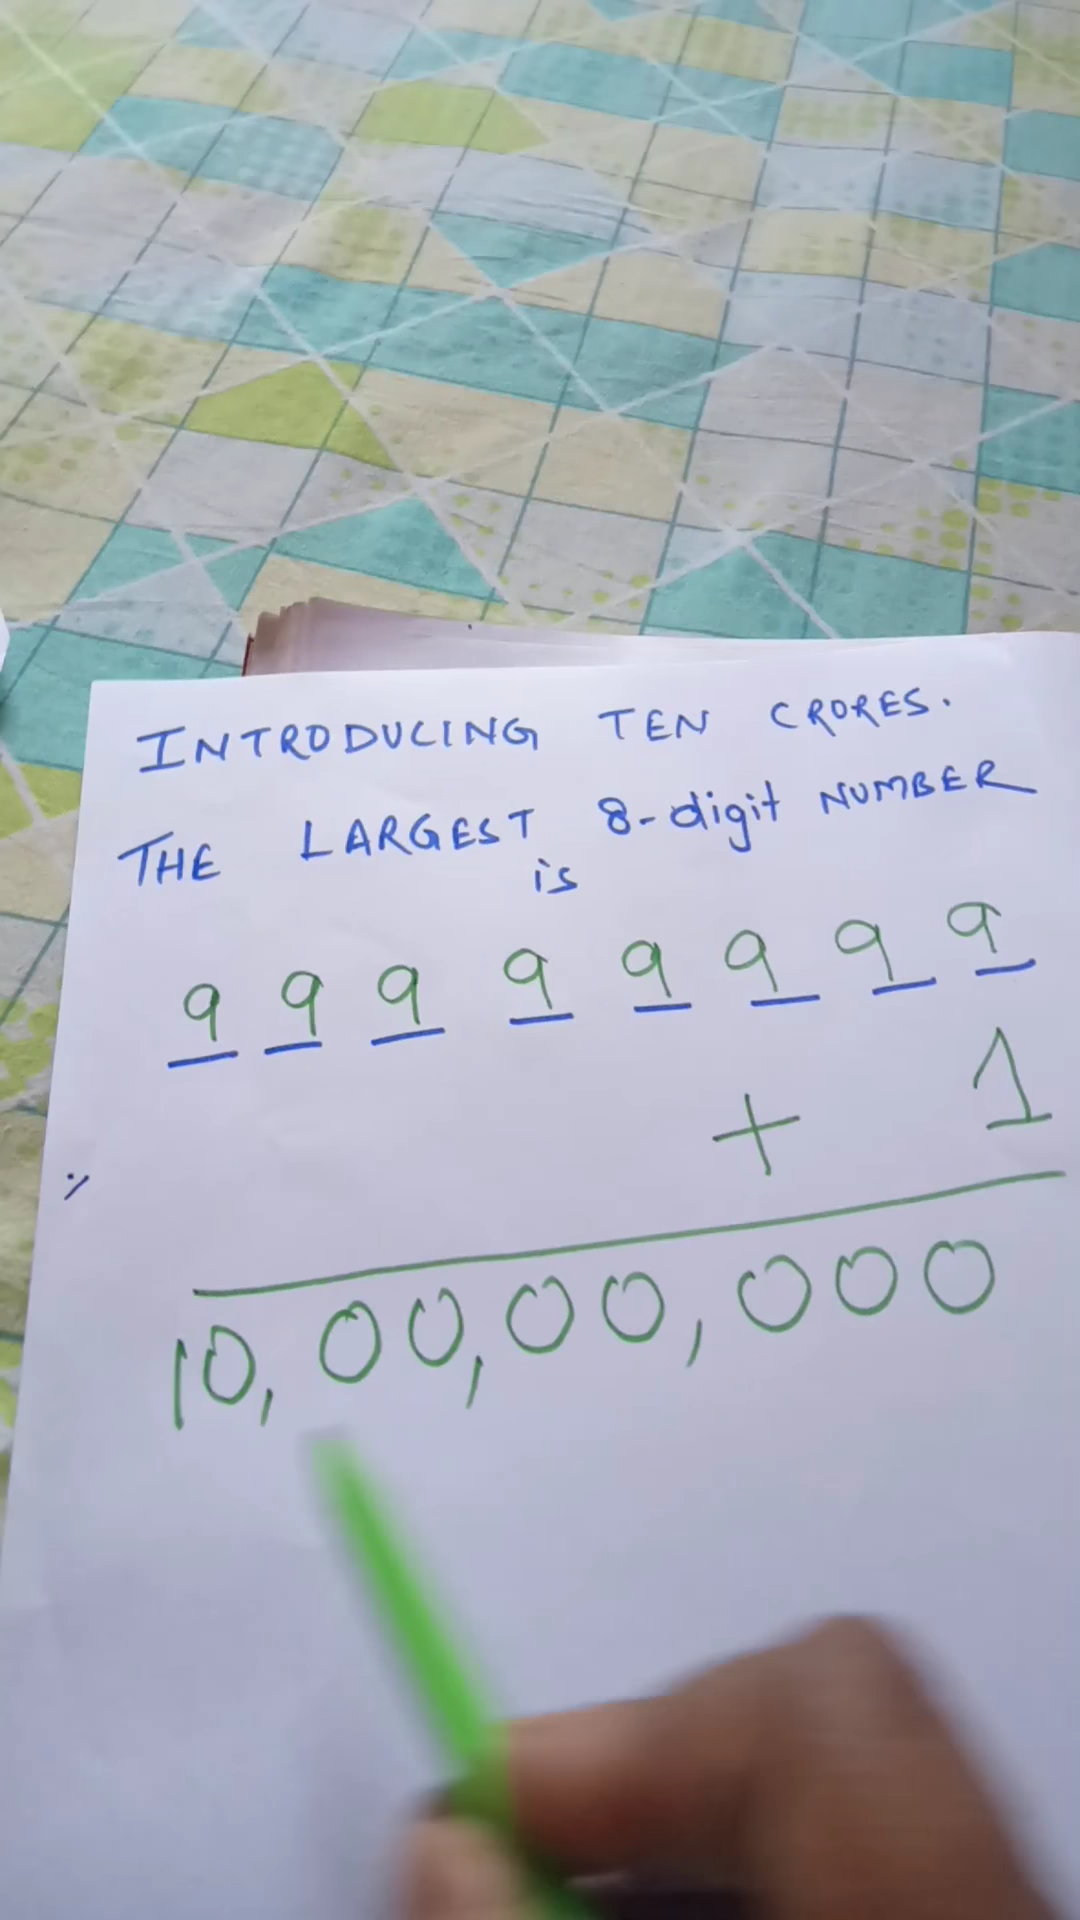 INTRODUCING TEN CRORES.
THE LARGEST 8-digit NUMBER
is
9 9 9 9 9 9 9 9
+ 1
10,00,00,000